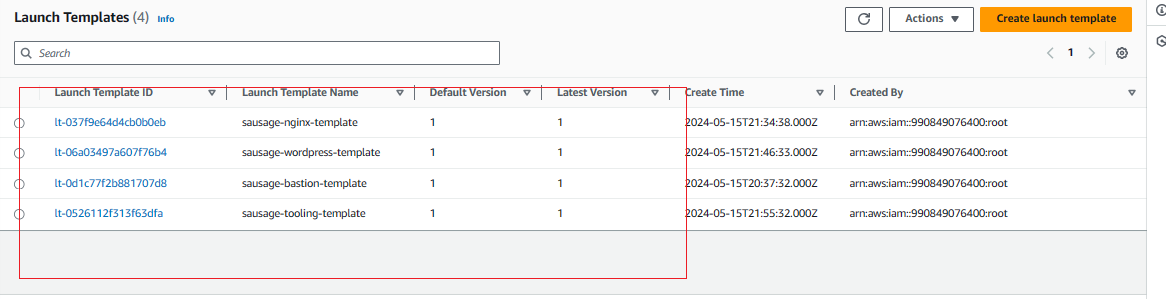 Launch Templates (4) Info
Actions
Create launch template
Search
1
Launch Template ID Launch Template Name Default Version Latest Version Create Time Created By
lt-037f9e64d4cb0b0eb sausage-nginx-template 1 1 2024-05-15T21:34:38.000Z arn:aws:iam::990849076400:root
lt-06a03497a607f76b4 sausage-wordpress-template 1 1 2024-05-15T21:46:33.000Z arn:aws:iam::990849076400:root
lt-0d1c77f2b881707d8 sausage-bastion-template 1 1 2024-05-15T20:37:32.000Z arn:aws:iam::990849076400:root
lt-0526112f313f63dfa sausage-tooling-template 1 1 2024-05-15T21:55:32.000Z arn:aws:iam::990849076400:root